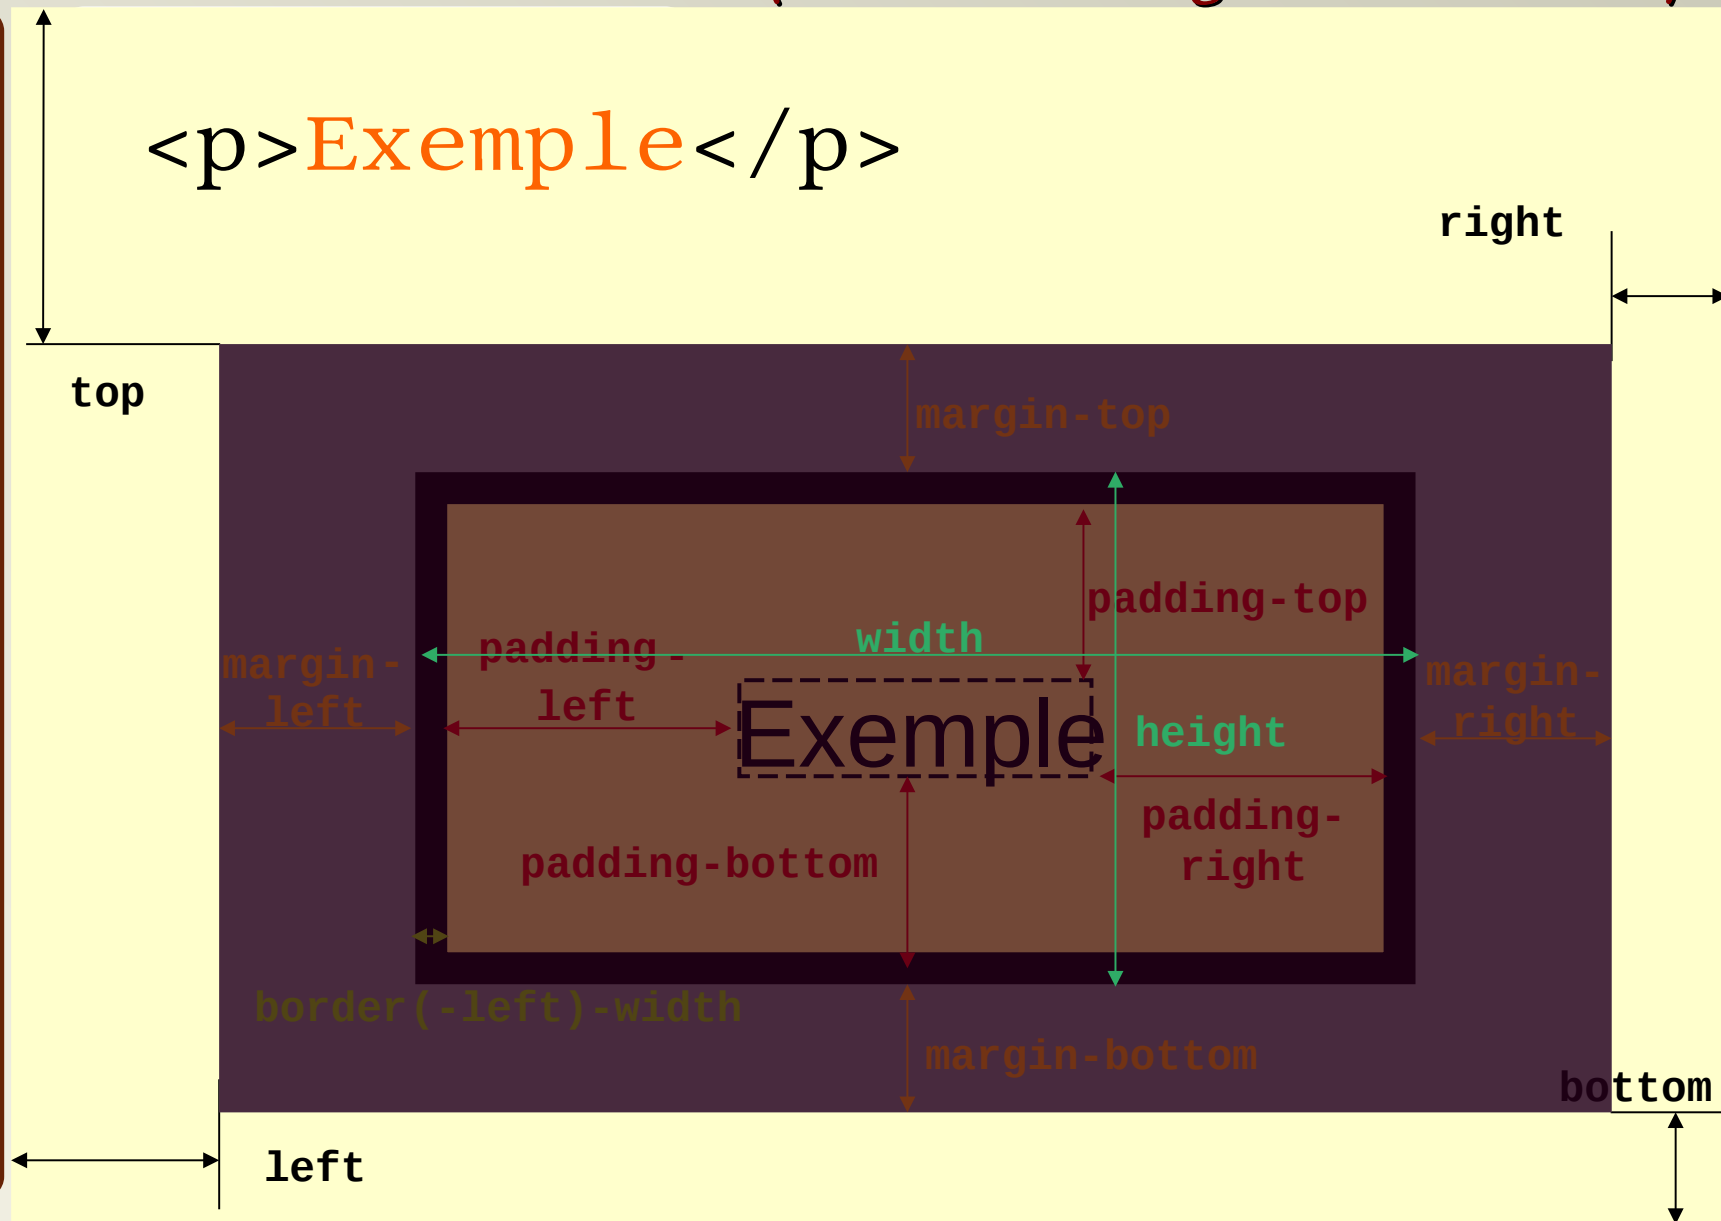 <p>Exemple</p>
right
top
margin-top
padding-top
width
padding-
left
margin-
left
margin-
right
Exemple
height
padding-
right
padding-bottom
border(-left)-width
margin-bottom
bottom
left